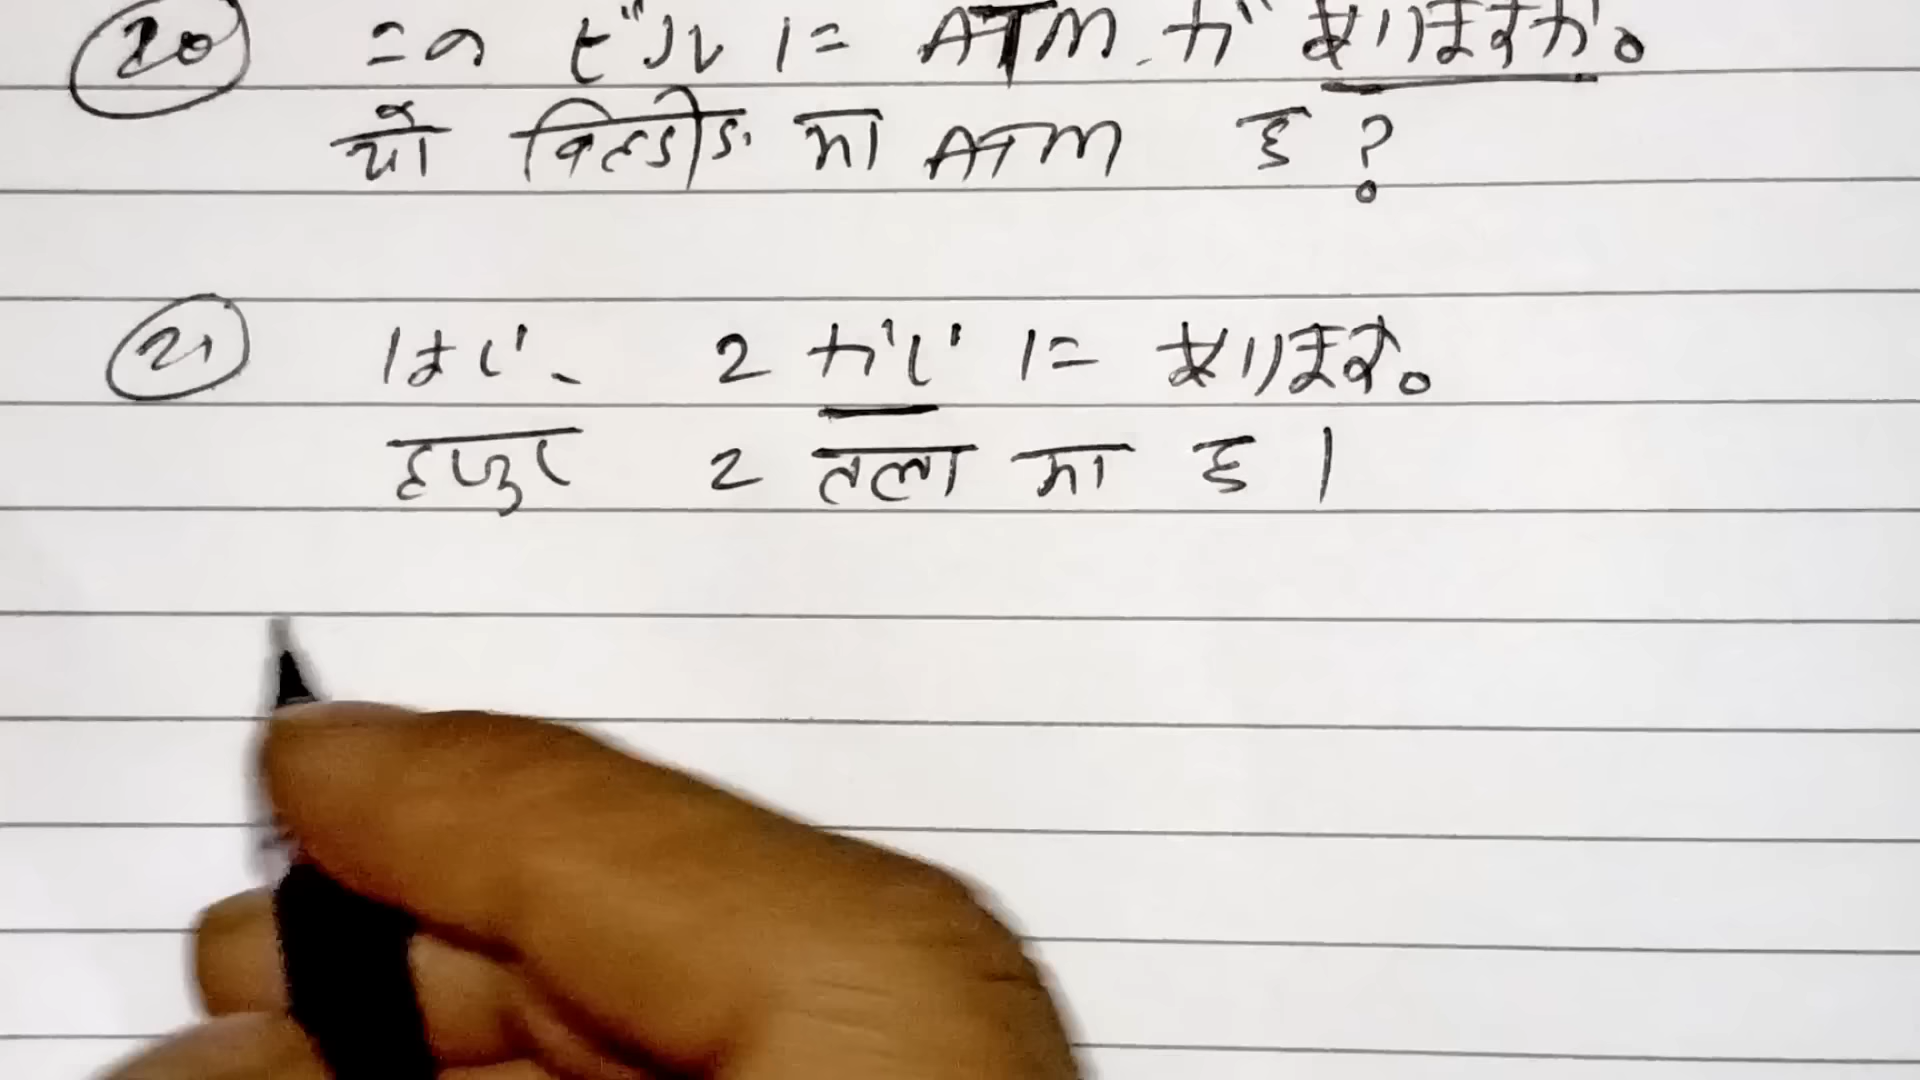 20 この ビル に ATM が ありますか。
यो बिल्डीङ मा ATM छ ?
21 はい、 2 かい に あります。
हजुर 2 तला मा छ ।